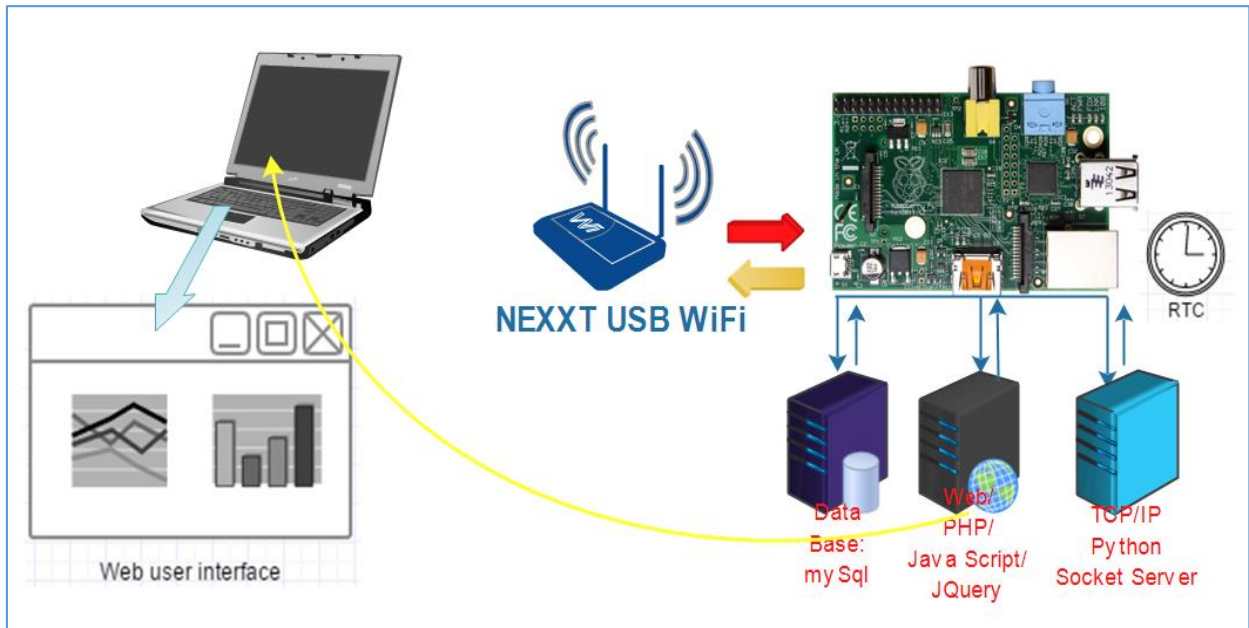 NEXXT USB WiFi
RTC
Web user interface
Data
Base:
my Sql
Web/
PHP/
Java Script/
JQuery
TCP/IP
Python
Socket Server